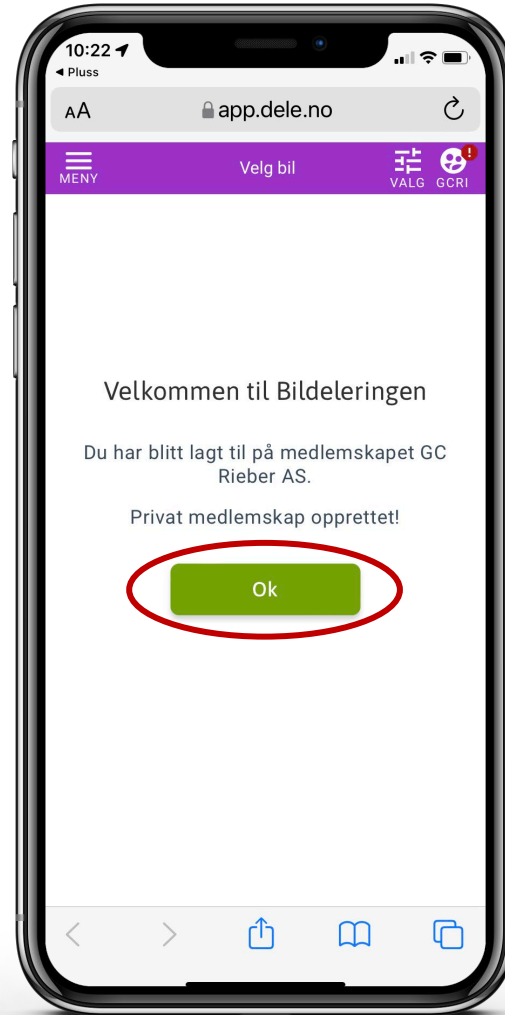 10:22
◀ Pluss
AA app.dele.no
MENY
Velg bil
VALG
!
GCRI
Velkommen til Bildeleringen
Du har blitt lagt til på medlemskapet GC
Rieber AS.
Privat medlemskap opprettet!
Ok